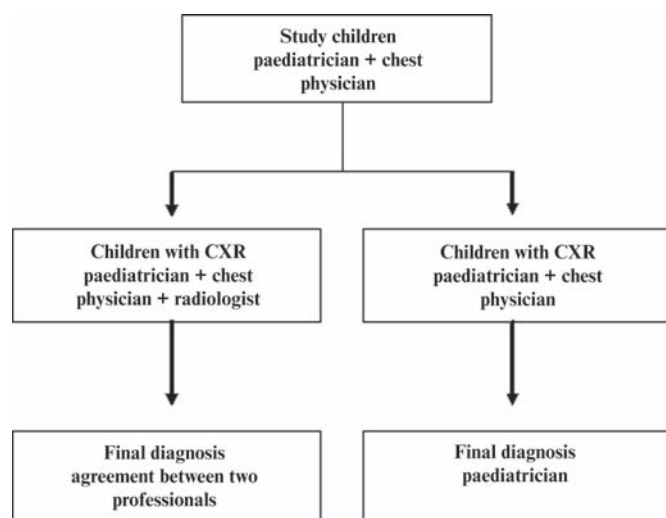 Study children
paediatrician + chest
physician
Children with CXR
paediatrician + chest
physician + radiologist
Children with CXR
paediatrician + chest
physician
Final diagnosis
agreement between two
professionals
Final diagnosis
paediatrician